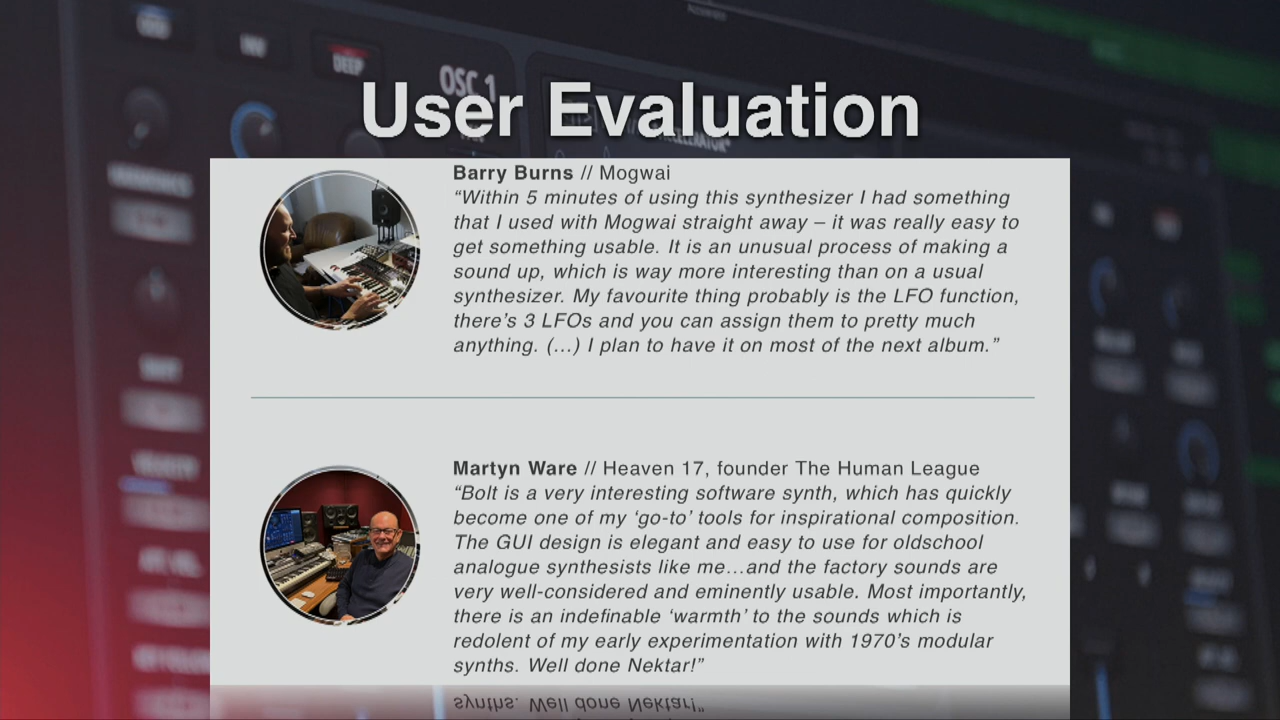 OSC 1
User Evaluation
Barry Burns // Mogwai
“Within 5 minutes of using this synthesizer I had something
that I used with Mogwai straight away – it was really easy to
get something usable. It is an unusual process of making a
sound up, which is way more interesting than on a usual
synthesizer. My favourite thing probably is the LFO function,
there’s 3 LFOs and you can assign them to pretty much
anything. (…) I plan to have it on most of the next album.”
Martyn Ware // Heaven 17, founder The Human League
“Bolt is a very interesting software synth, which has quickly
become one of my ‘go-to’ tools for inspirational composition.
The GUI design is elegant and easy to use for oldschool
analogue synthesists like me…and the factory sounds are
very well-considered and eminently usable. Most importantly,
there is an indefinable ‘warmth’ to the sounds which is
redolent of my early experimentation with 1970’s modular
synths. Well done Nektar!”
synths. Well done Nektar!”